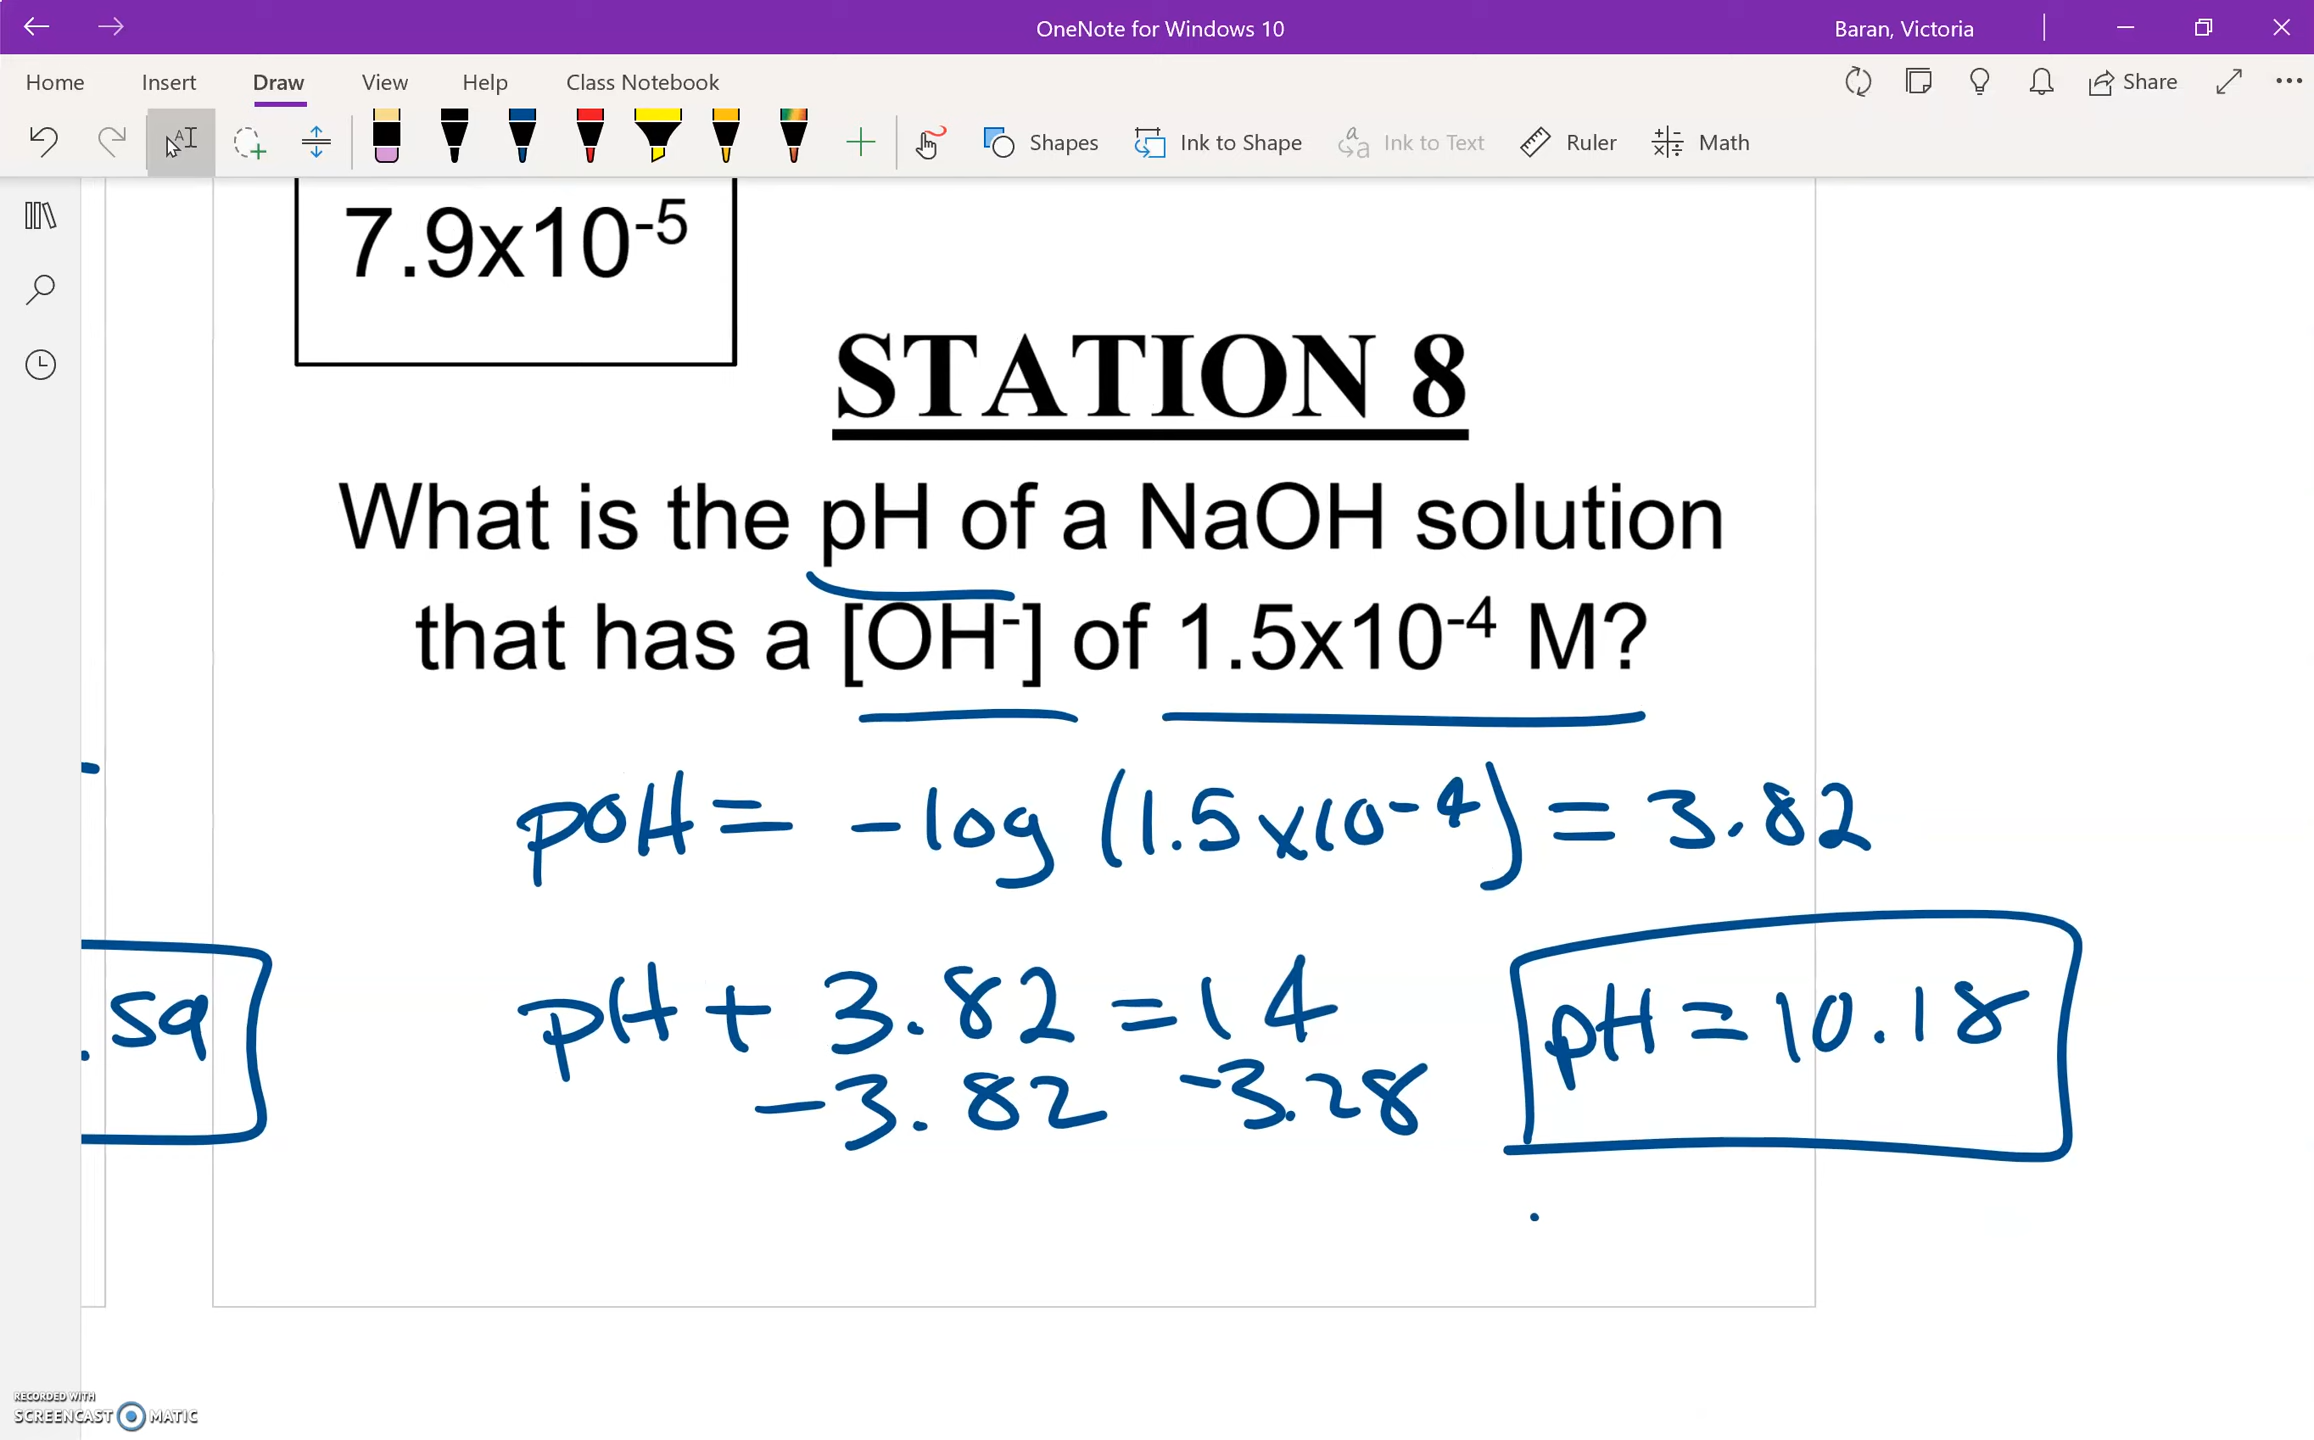 OneNote for Windows 10
Baran, Victoria
Home Insert Draw View Help Class Notebook
Share
Shapes Ink to Shape Ink to Text Ruler Math
7.9x10⁻⁵
STATION 8
What is the pH of a NaOH solution
that has a [OH⁻] of 1.5x10⁻⁴ M?
pOH = -log (1.5x10⁻⁴) = 3.82
.59
pH + 3.82 = 14
-3.82 -3.28
pH = 10.18
RECORDED WITH
SCREENCAST MATIC